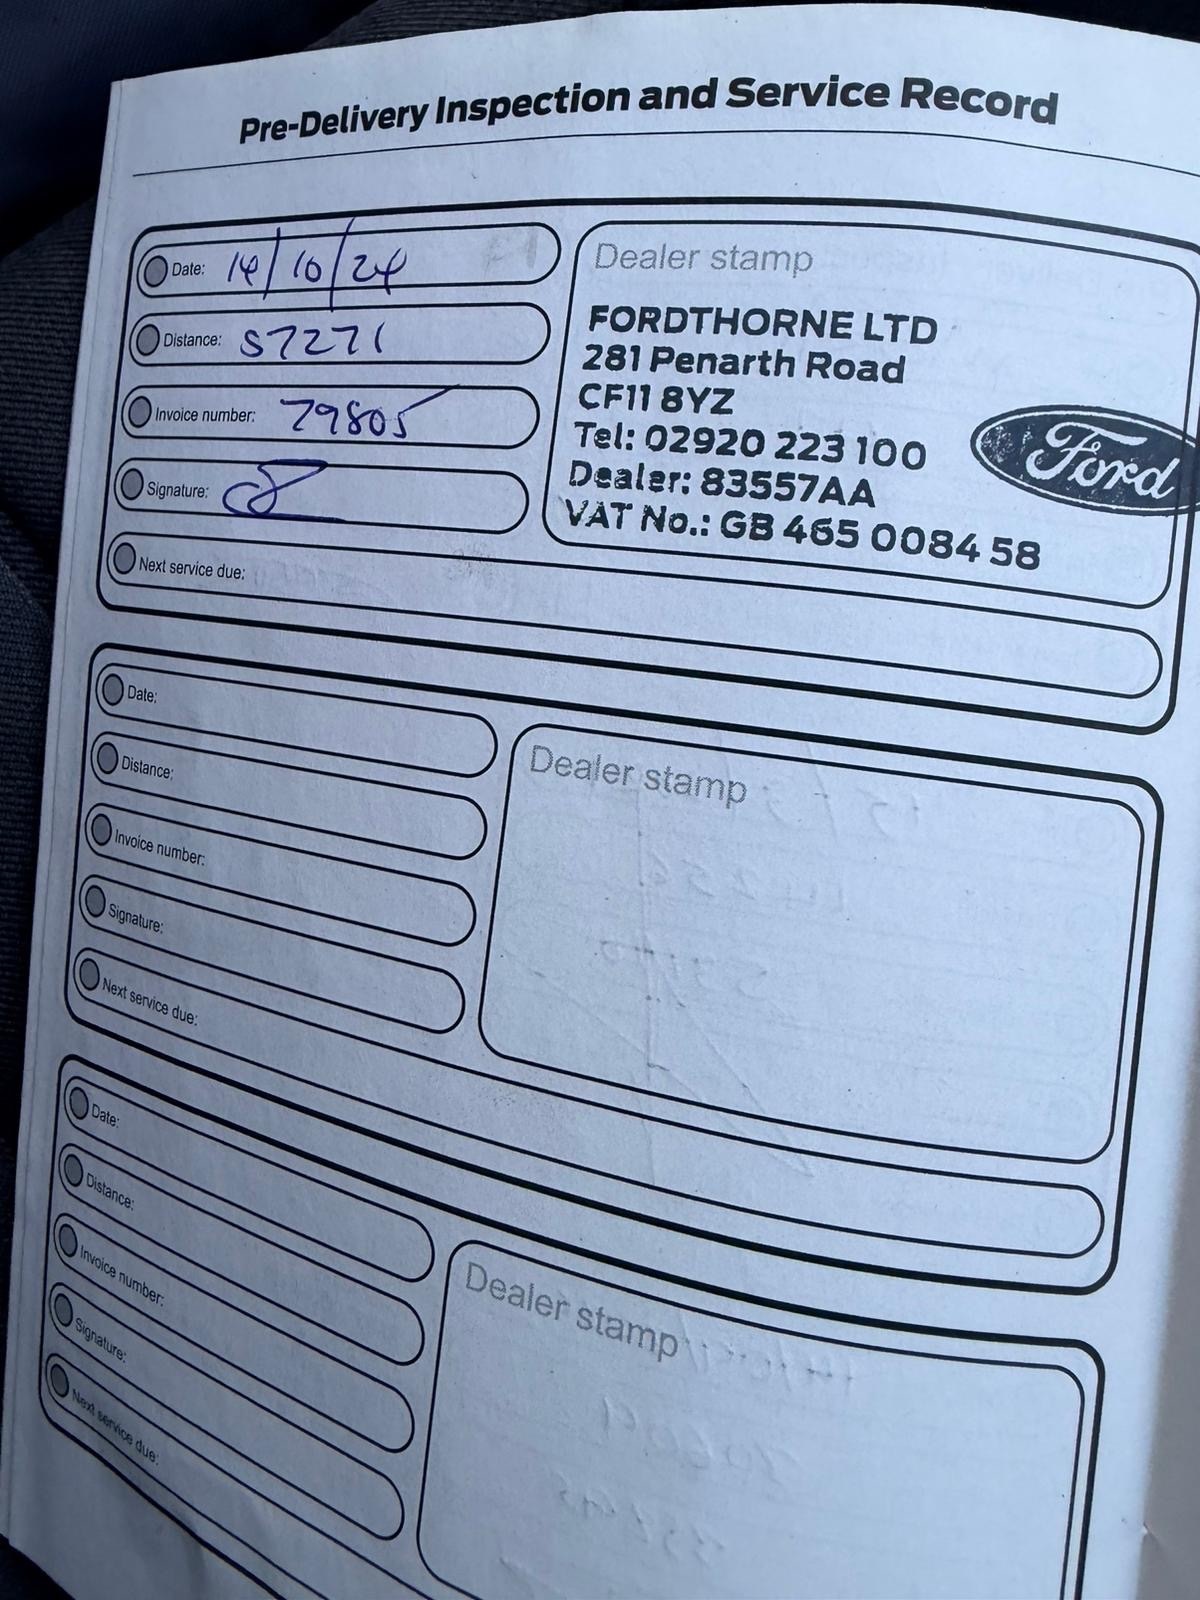 Pre-Delivery Inspection and Service Record
Date: 14/10/24
Distance: 57271
Invoice number: 79805
Signature:
Next service due:
Dealer stamp
FORDTHORNE LTD
281 Penarth Road
CF11 8YZ
Tel: 02920 223 100
Dealer: 83557AA
VAT No.: GB 465 0084 58
Ford
Date:
Distance:
Invoice number:
Signature:
Next service due:
Dealer stamp
Date:
Distance:
Invoice number:
Signature:
Next service due:
Dealer stamp